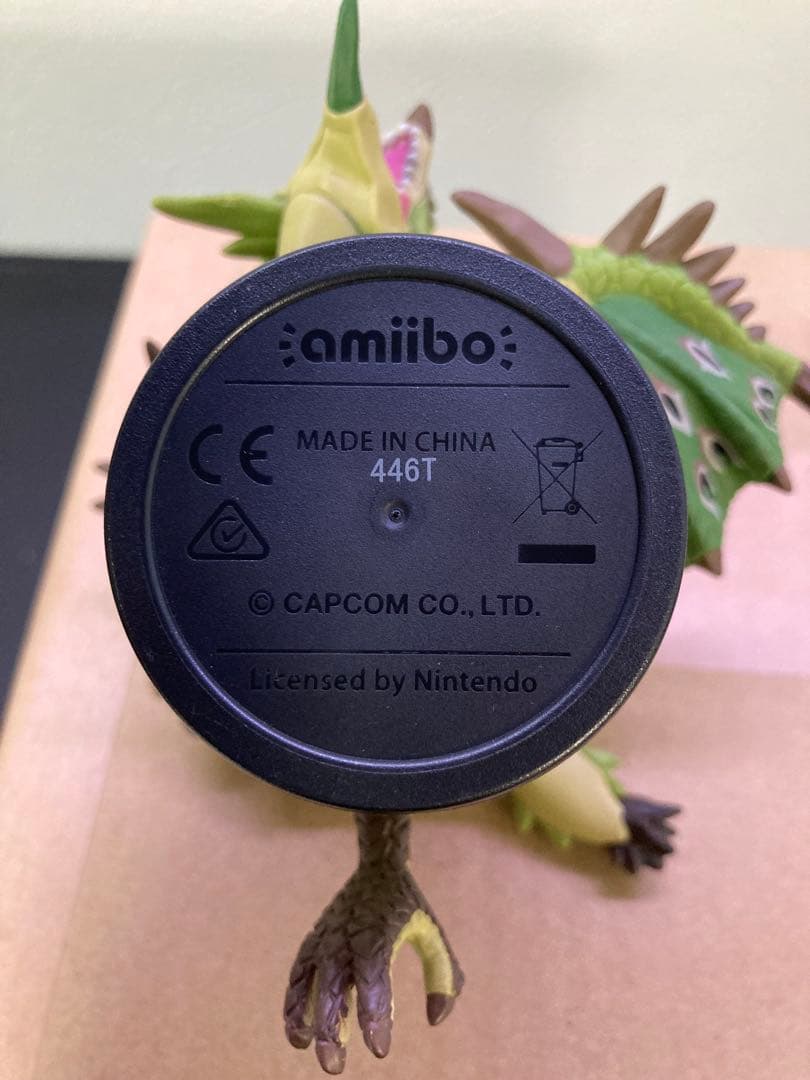 amiibo
CE
MADE IN CHINA
446T
© CAPCOM CO., LTD.
Licensed by Nintendo